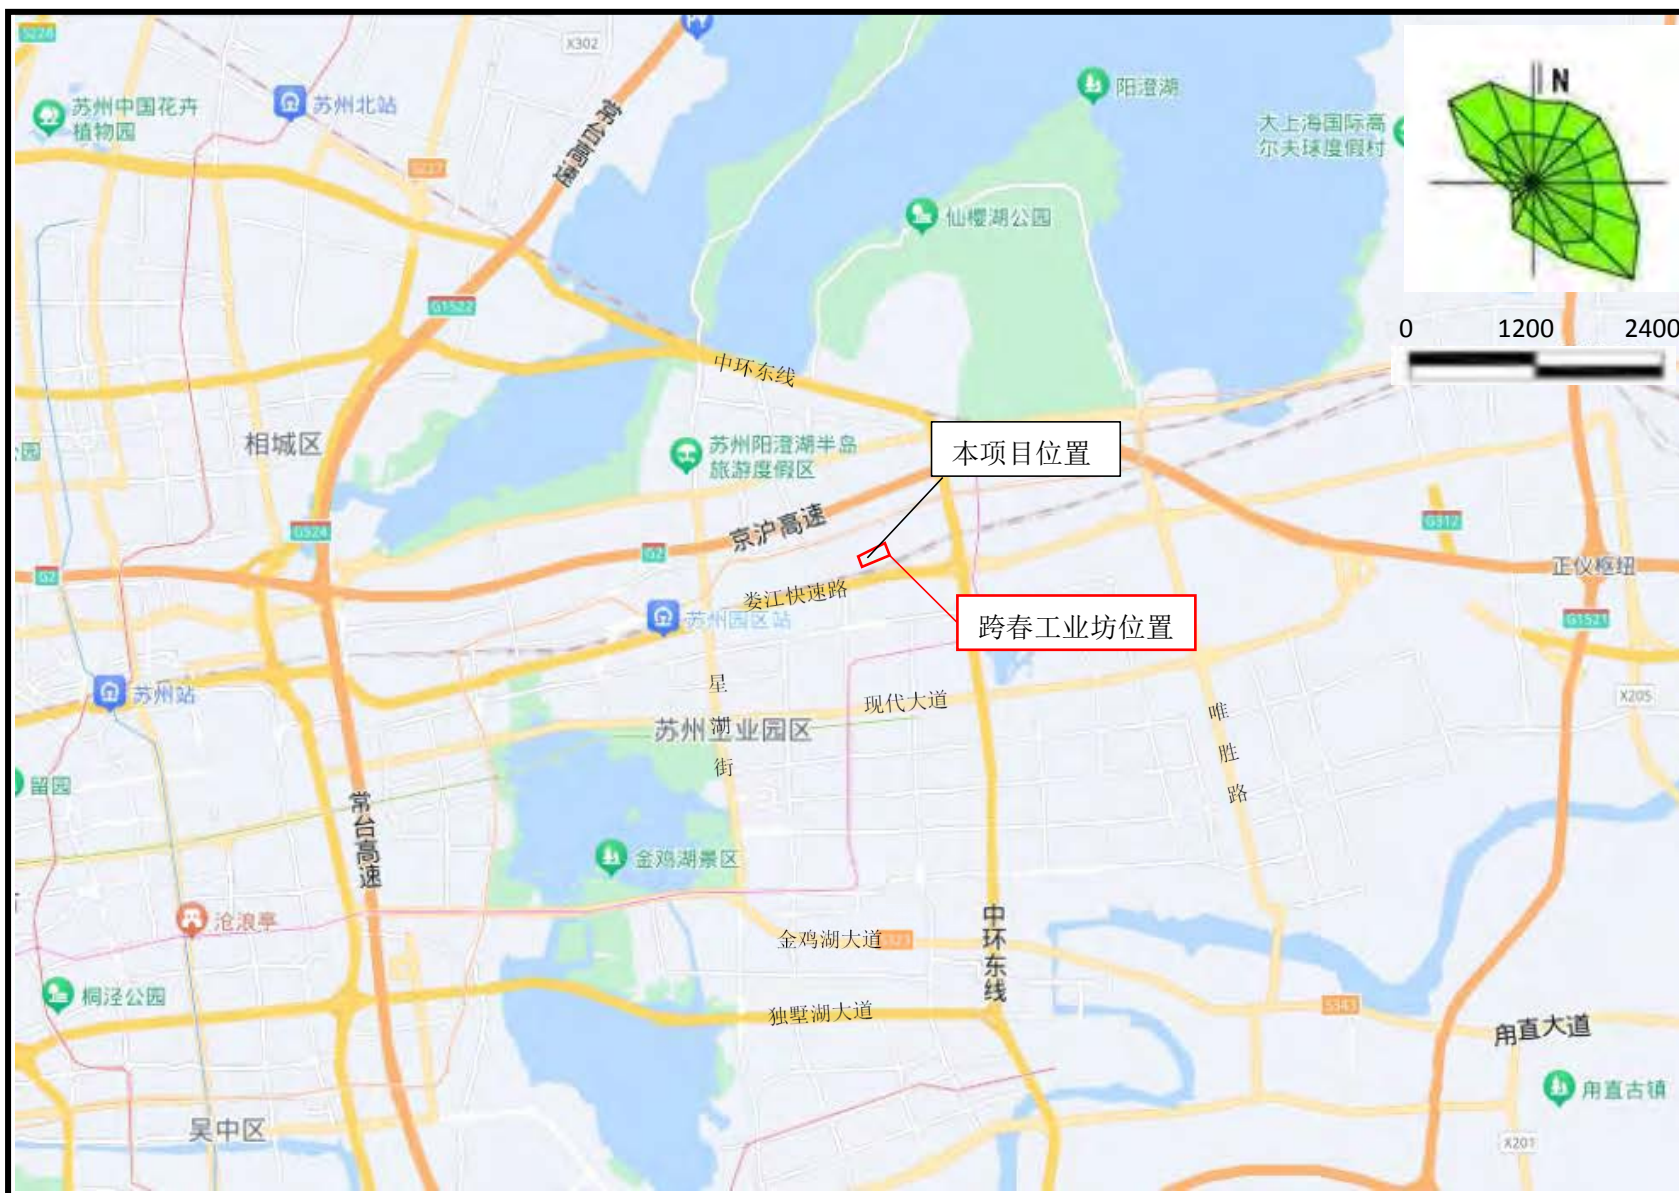 S228
X302
苏州中国花卉
植物园
苏州北站
常台高速
阳澄湖
大上海国际高
尔夫球度假村
N
S227
仙樱湖公园
G1522
0 1200 2400
中环东线
相城区
公园
苏州阳澄湖半岛
旅游度假区
本项目位置
G524
京沪高速
G312
G2
G2
正仪枢纽
娄江快速路
苏州园区站
跨春工业坊位置
G1521
苏州站
星湖街
现代大道
唯胜路
X205
苏州工业园区
留园
常台高速
金鸡湖景区
沧浪亭
金鸡湖大道
S323
中环东线
桐泾公园
独墅湖大道
S343
甪直大道
甪直古镇
吴中区
X201